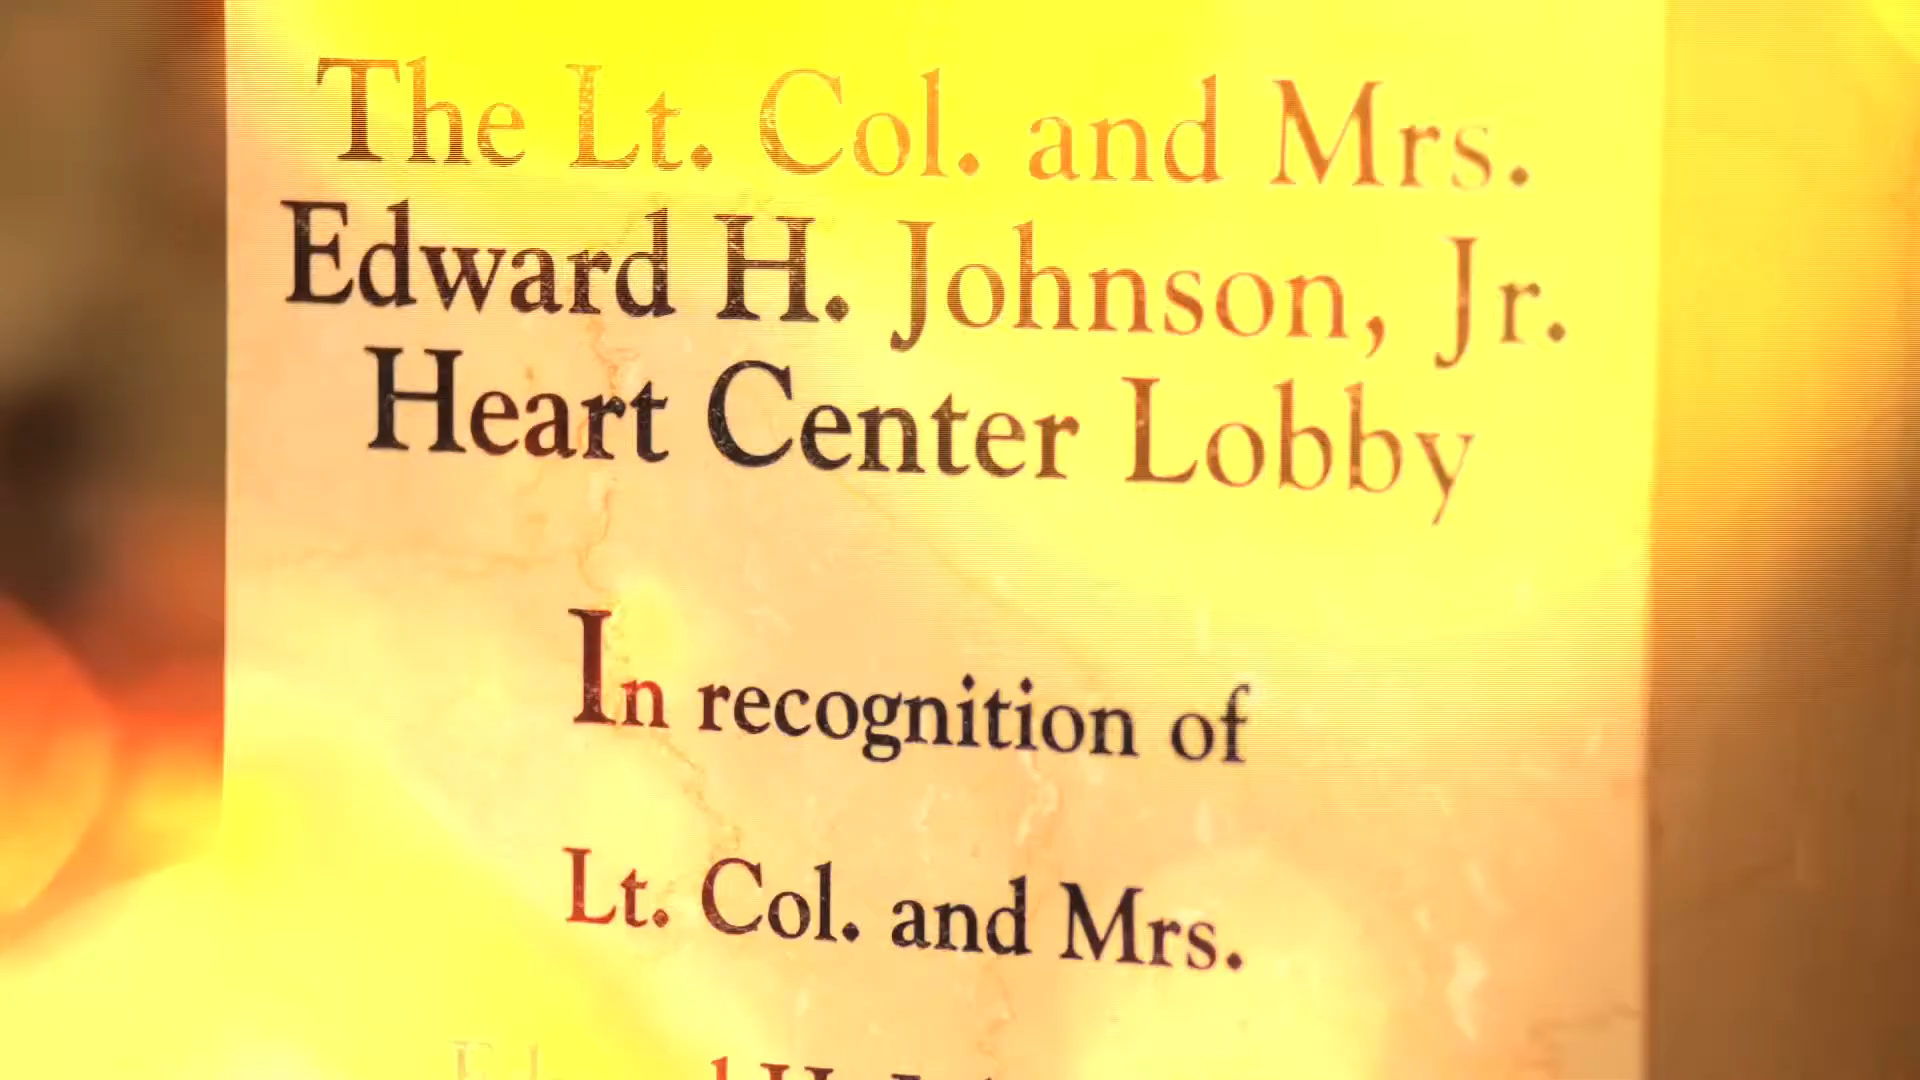 The Lt. Col. and Mrs.
Edward H. Johnson, Jr.
Heart Center Lobby
In recognition of
Lt. Col. and Mrs.